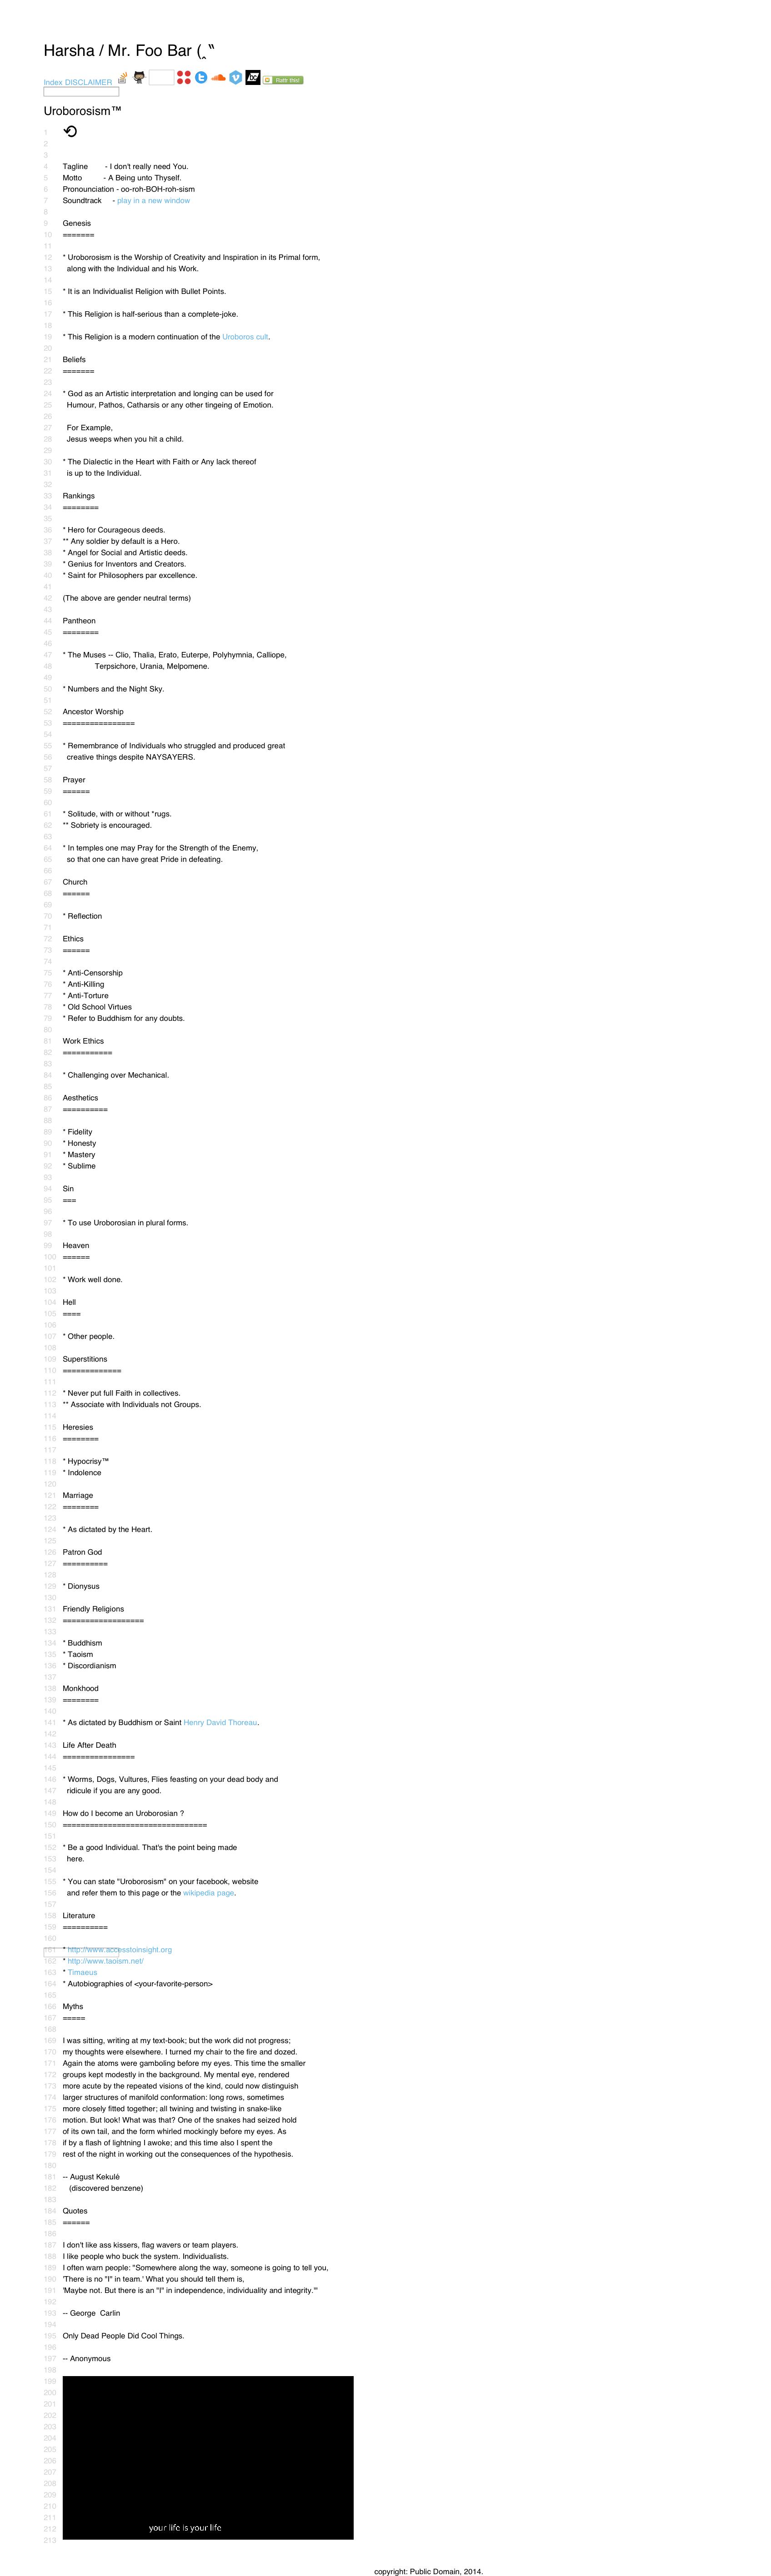 Harsha / Mr. Foo Bar (‿‟
Index DISCLAIMER Rate this!
Uroborosism™
1 ⟲
2
3
4 Tagline - I don't really need You.
5 Motto - A Being unto Thyself.
6 Pronounciation - oo-roh-BOH-roh-sism
7 Soundtrack - play in a new window
8
9 Genesis
10 =======
11
12 * Uroborosism is the Worship of Creativity and Inspiration in its Primal form,
13 along with the Individual and his Work.
14
15 * It is an Individualist Religion with Bullet Points.
16
17 * This Religion is half-serious than a complete-joke.
18
19 * This Religion is a modern continuation of the Uroboros cult.
20
21 Beliefs
22 =======
23
24 * God as an Artistic interpretation and longing can be used for
25 Humour, Pathos, Catharsis or any other tingeing of Emotion.
26
27 For Example,
28 Jesus weeps when you hit a child.
29
30 * The Dialectic in the Heart with Faith or Any lack thereof
31 is up to the Individual.
32
33 Rankings
34 ========
35
36 * Hero for Courageous deeds.
37 ** Any soldier by default is a Hero.
38 * Angel for Social and Artistic deeds.
39 * Genius for Inventors and Creators.
40 * Saint for Philosophers par excellence.
41
42 (The above are gender neutral terms)
43
44 Pantheon
45 ========
46
47 * The Muses -- Clio, Thalia, Erato, Euterpe, Polyhymnia, Calliope,
48 Terpsichore, Urania, Melpomene.
49
50 * Numbers and the Night Sky.
51
52 Ancestor Worship
53 ================
54
55 * Remembrance of Individuals who struggled and produced great
56 creative things despite NAYSAYERS.
57
58 Prayer
59 ======
60
61 * Solitude, with or without *rugs.
62 ** Sobriety is encouraged.
63
64 * In temples one may Pray for the Strength of the Enemy,
65 so that one can have great Pride in defeating.
66
67 Church
68 ======
69
70 * Reflection
71
72 Ethics
73 ======
74
75 * Anti-Censorship
76 * Anti-Killing
77 * Anti-Torture
78 * Old School Virtues
79 * Refer to Buddhism for any doubts.
80
81 Work Ethics
82 ===========
83
84 * Challenging over Mechanical.
85
86 Aesthetics
87 ==========
88
89 * Fidelity
90 * Honesty
91 * Mastery
92 * Sublime
93
94 Sin
95 ===
96
97 * To use Uroborosian in plural forms.
98
99 Heaven
100 ======
101
102 * Work well done.
103
104 Hell
105 ====
106
107 * Other people.
108
109 Superstitions
110 =============
111
112 * Never put full Faith in collectives.
113 ** Associate with Individuals not Groups.
114
115 Heresies
116 ========
117
118 * Hypocrisy™
119 * Indolence
120
121 Marriage
122 ========
123
124 * As dictated by the Heart.
125
126 Patron God
127 ==========
128
129 * Dionysus
130
131 Friendly Religions
132 ==================
133
134 * Buddhism
135 * Taoism
136 * Discordianism
137
138 Monkhood
139 ========
140
141 * As dictated by Buddhism or Saint Henry David Thoreau.
142
143 Life After Death
144 ================
145
146 * Worms, Dogs, Vultures, Flies feasting on your dead body and
147 ridicule if you are any good.
148
149 How do I become an Uroborosian ?
150 ================================
151
152 * Be a good Individual. That's the point being made
153 here.
154
155 * You can state "Uroborosism" on your facebook, website
156 and refer them to this page or the wikipedia page.
157
158 Literature
159 ==========
160
161 * http://www.accesstoinsight.org
162 * http://www.taoism.net/
163 * Timaeus
164 * Autobiographies of <your-favorite-person>
165
166 Myths
167 =====
168
169 I was sitting, writing at my text-book; but the work did not progress;
170 my thoughts were elsewhere. I turned my chair to the fire and dozed.
171 Again the atoms were gamboling before my eyes. This time the smaller
172 groups kept modestly in the background. My mental eye, rendered
173 more acute by the repeated visions of the kind, could now distinguish
174 larger structures of manifold conformation: long rows, sometimes
175 more closely fitted together; all twining and twisting in snake-like
176 motion. But look! What was that? One of the snakes had seized hold
177 of its own tail, and the form whirled mockingly before my eyes. As
178 if by a flash of lightning I awoke; and this time also I spent the
179 rest of the night in working out the consequences of the hypothesis.
180
181 -- August Kekulé
182 (discovered benzene)
183
184 Quotes
185 ======
186
187 I don't like ass kissers, flag wavers or team players.
188 I like people who buck the system. Individualists.
189 I often warn people: "Somewhere along the way, someone is going to tell you,
190 'There is no "I" in team.' What you should tell them is,
191 'Maybe not. But there is an "I" in independence, individuality and integrity.'"
192
193 -- George Carlin
194
195 Only Dead People Did Cool Things.
196
197 -- Anonymous
198
199
200
201
202
203
204
205
206
207
208
209
210
211
212 your life is your life
213
copyright: Public Domain, 2014.